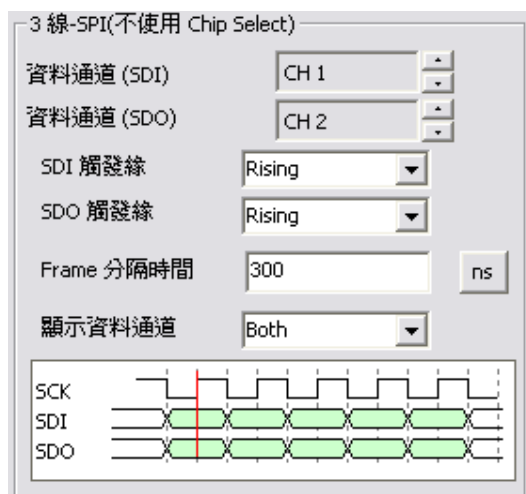 3 線-SPI(不使用 Chip Select)
資料通道 (SDI) CH 1
資料通道 (SDO) CH 2
SDI 觸發緣 Rising
SDO 觸發緣 Rising
Frame 分隔時間 300 ns
顯示資料通道 Both
SCK
SDI
SDO